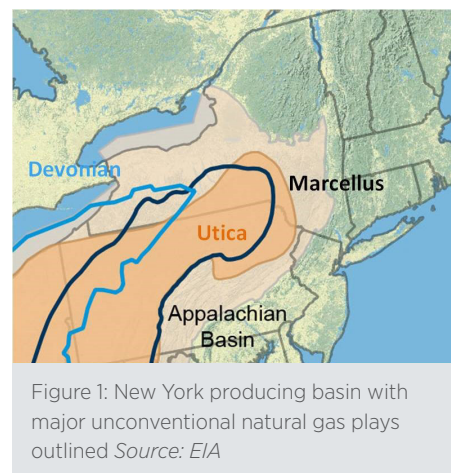 Devonian
Marcellus
Utica
Appalachian
Basin
Figure 1: New York producing basin with
major unconventional natural gas plays
outlined Source: EIA